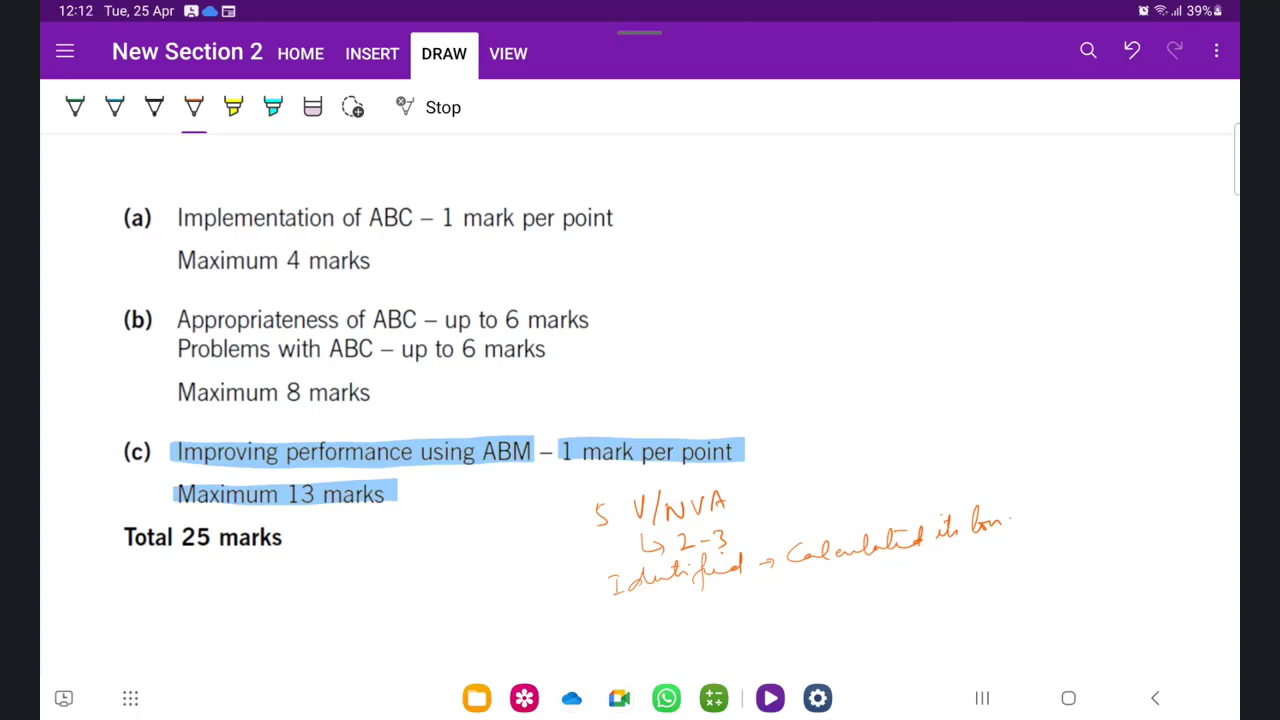 12:12 Tue, 25 Apr 39%
New Section 2 HOME INSERT DRAW VIEW
Stop
(a) Implementation of ABC – 1 mark per point
Maximum 4 marks
(b) Appropriateness of ABC – up to 6 marks
Problems with ABC – up to 6 marks
Maximum 8 marks
(c) Improving performance using ABM – 1 mark per point
Maximum 13 marks
5 V/NVA
Total 25 marks
↳ 2-3
Identified → Calculated its